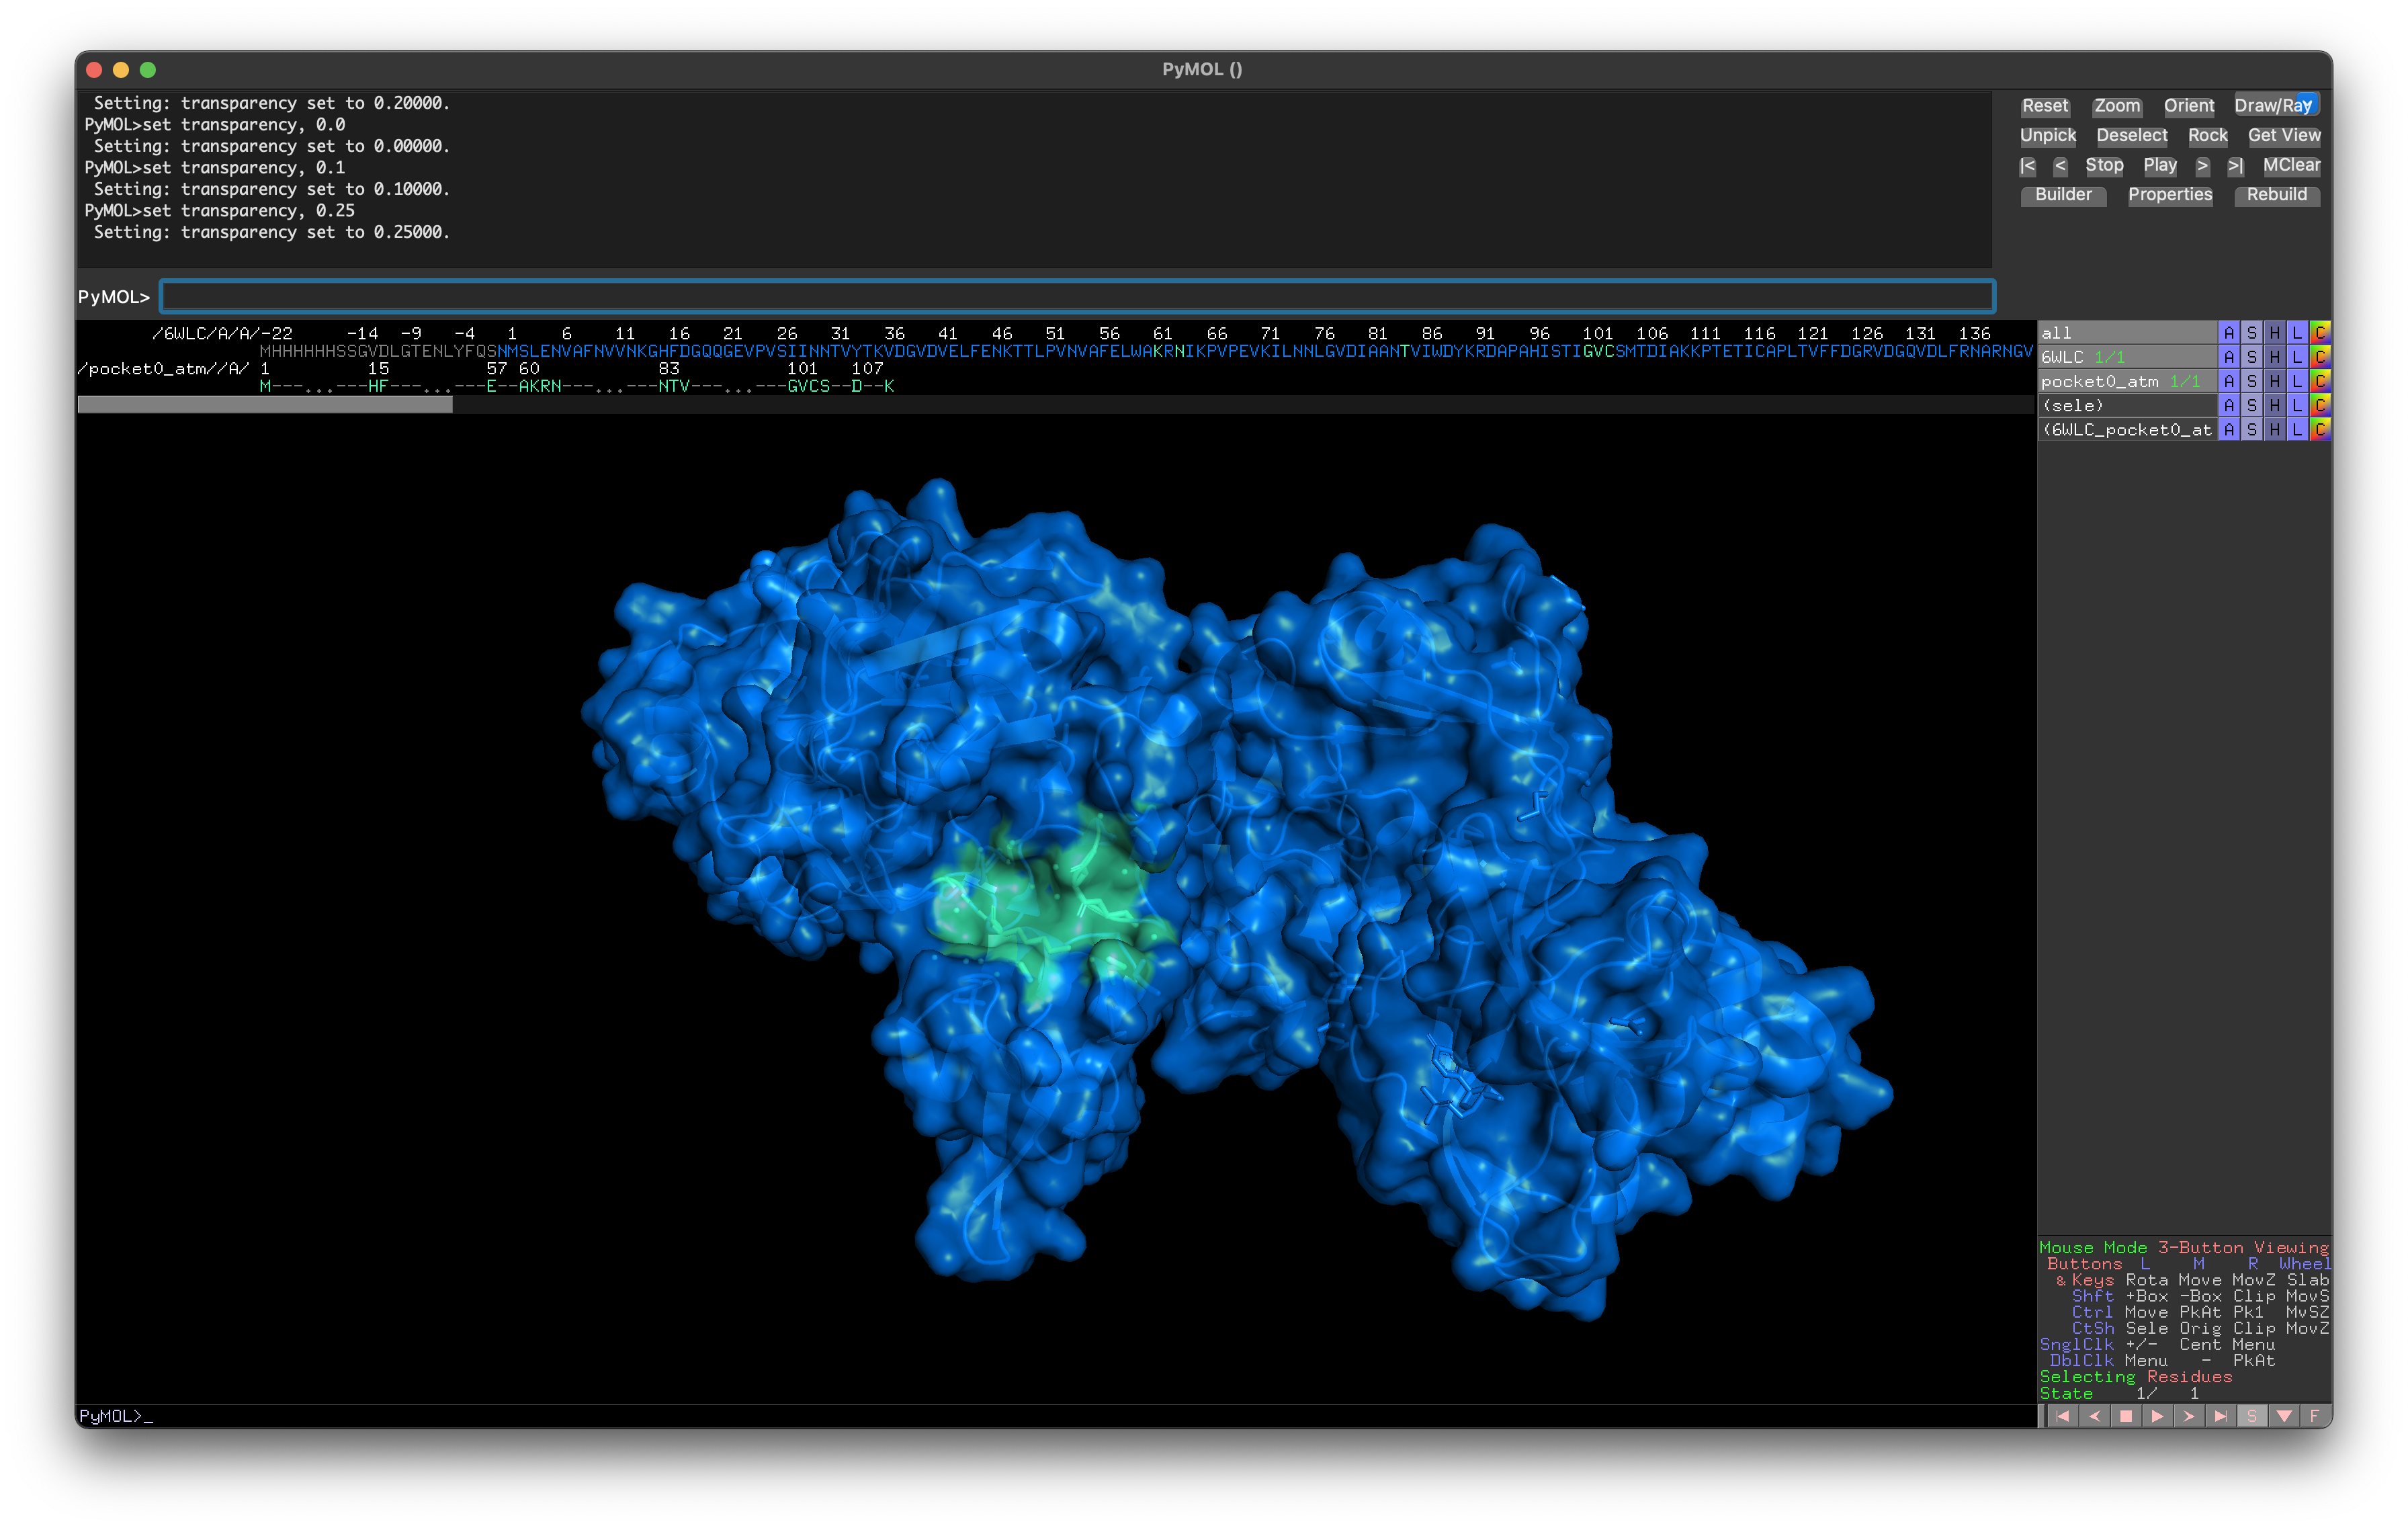 PyMOL ()
Setting: transparency set to 0.20000.
PyMOL>set transparency, 0.0
Setting: transparency set to 0.00000.
PyMOL>set transparency, 0.1
Setting: transparency set to 0.10000.
PyMOL>set transparency, 0.25
Setting: transparency set to 0.25000.
Reset Zoom Orient Draw/Ray
Unpick Deselect Rock Get View
|< < Stop Play > >| MClear
Builder Properties Rebuild
PyMOL>
/6WLC/A/A/ -22 -14 -9 -4 1 6 11 16 21 26 31 36 41 46 51 56 61 66 71 76 81 86 91 96 101 106 111 116 121 126 131 136
MHHHHHHSSGVDLGTENLYFQSNMSLENVAFNVVNKGHFDGQQGEVPVSIINNTVYTKVDGVDVELFENKTTLPVNVAFELWAKRNIKPVPEVKILNNLGVDIAANTVIWDYKRDAPAHISTIGVCSMTDIAKKPTETICAPLTVFFDGRVDGQVDLFRNARNGV
/pocket0_atm//A/ 1 15 57 60 83 101 107
M---...---HF---...---E--AKRN---...---NTV---...---GVCS--D--K
all A S H L C
6WLC 1/1 A S H L C
pocket0_atm 1/1 A S H L C
(sele) A S H L C
(6WLC_pocket0_at A S H L C
Mouse Mode 3-Button Viewing
Buttons L M R Wheel
& Keys Rota Move MovZ Slab
Shft +Box -Box Clip MovS
Ctrl Move PkAt Pk1 MvSZ
CtSh Sele Orig Clip MovZ
SnglClk +/- Cent Menu
DblClk Menu - PkAt
Selecting Residues
State 1/ 1
PyMOL>_
S F